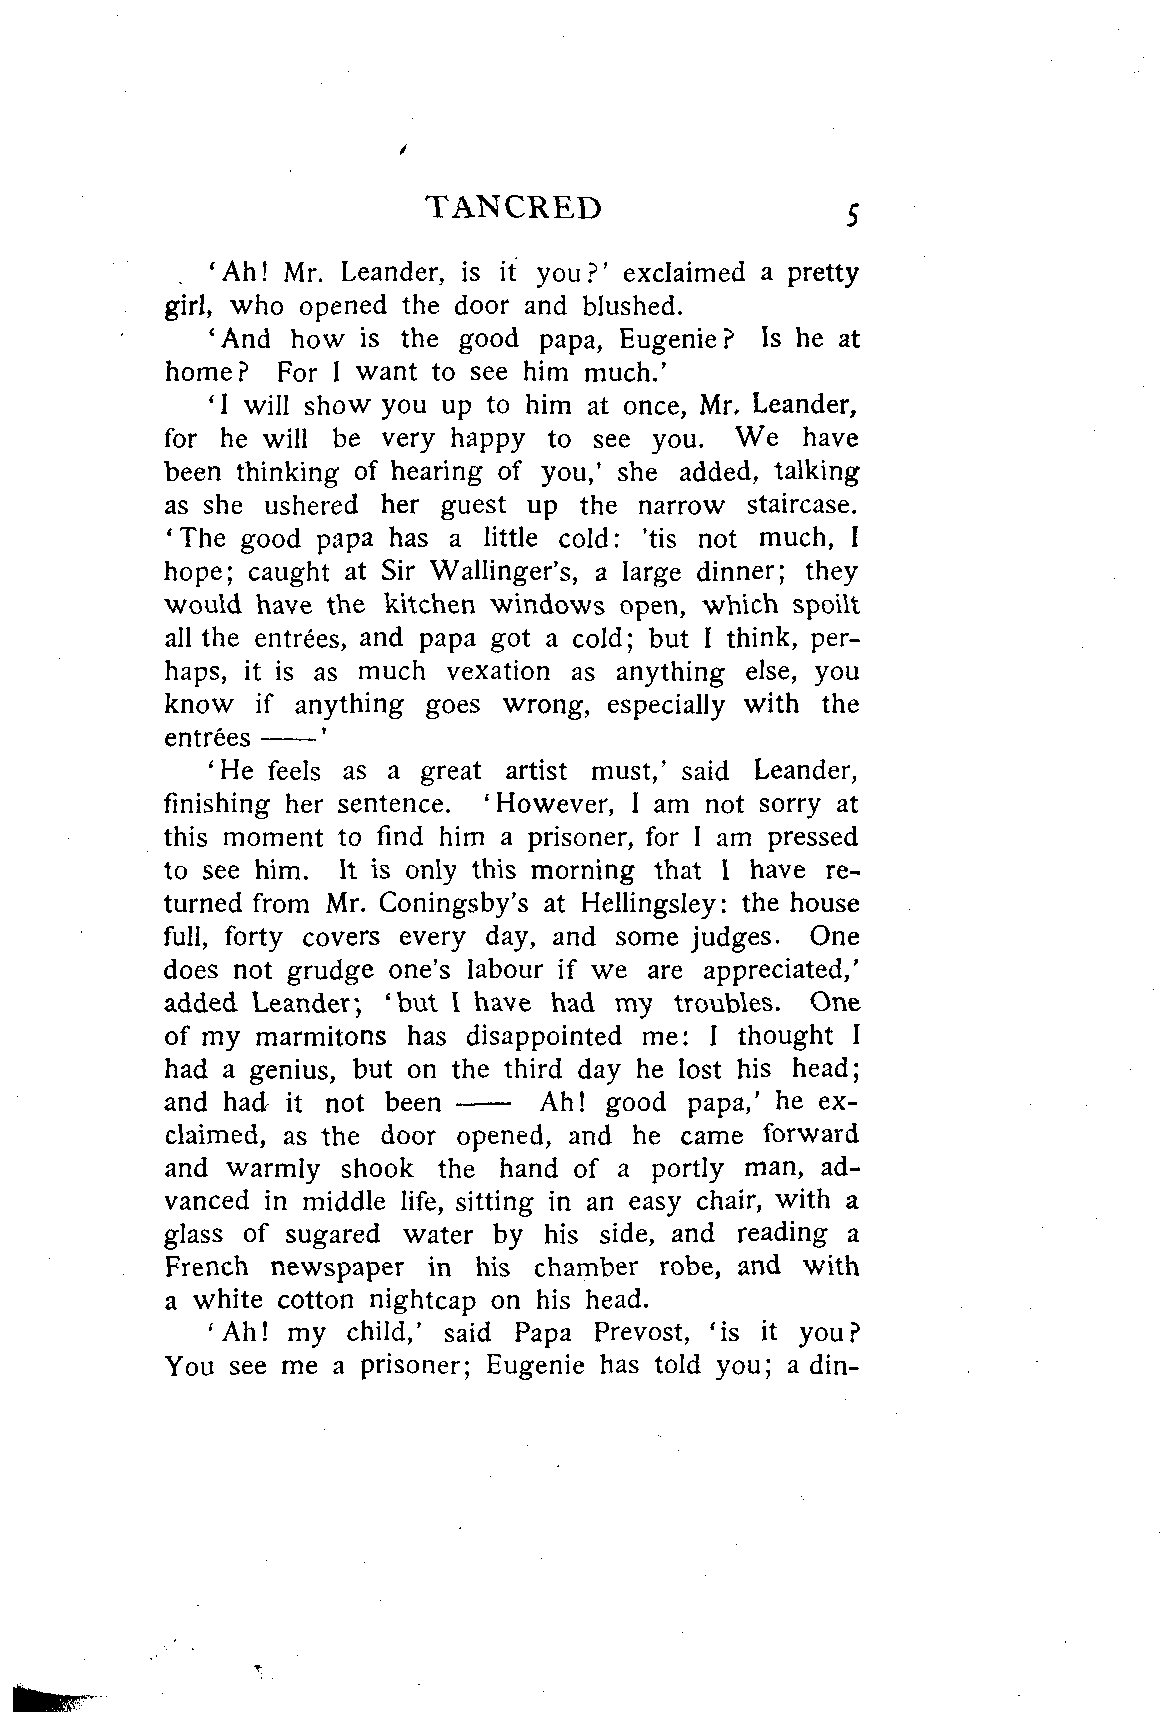 TANCRED 5
‘Ah! Mr. Leander, is it you?’ exclaimed a pretty
girl, who opened the door and blushed.
‘And how is the good papa, Eugenie? Is he at
home? For I want to see him much.’
‘I will show you up to him at once, Mr. Leander,
for he will be very happy to see you. We have
been thinking of hearing of you,’ she added, talking
as she ushered her guest up the narrow staircase.
‘The good papa has a little cold: ’tis not much, I
hope; caught at Sir Wallinger’s, a large dinner; they
would have the kitchen windows open, which spoilt
all the entrées, and papa got a cold; but I think, per-
haps, it is as much vexation as anything else, you
know if anything goes wrong, especially with the
entrées ——’
‘He feels as a great artist must,’ said Leander,
finishing her sentence. ‘However, I am not sorry at
this moment to find him a prisoner, for I am pressed
to see him. It is only this morning that I have re-
turned from Mr. Coningsby’s at Hellingsley: the house
full, forty covers every day, and some judges. One
does not grudge one’s labour if we are appreciated,’
added Leander; ‘but I have had my troubles. One
of my marmitons has disappointed me: I thought I
had a genius, but on the third day he lost his head;
and had it not been —— Ah! good papa,’ he ex-
claimed, as the door opened, and he came forward
and warmly shook the hand of a portly man, ad-
vanced in middle life, sitting in an easy chair, with a
glass of sugared water by his side, and reading a
French newspaper in his chamber robe, and with
a white cotton nightcap on his head.
‘Ah! my child,’ said Papa Prevost, ‘is it you?
You see me a prisoner; Eugenie has told you; a din-